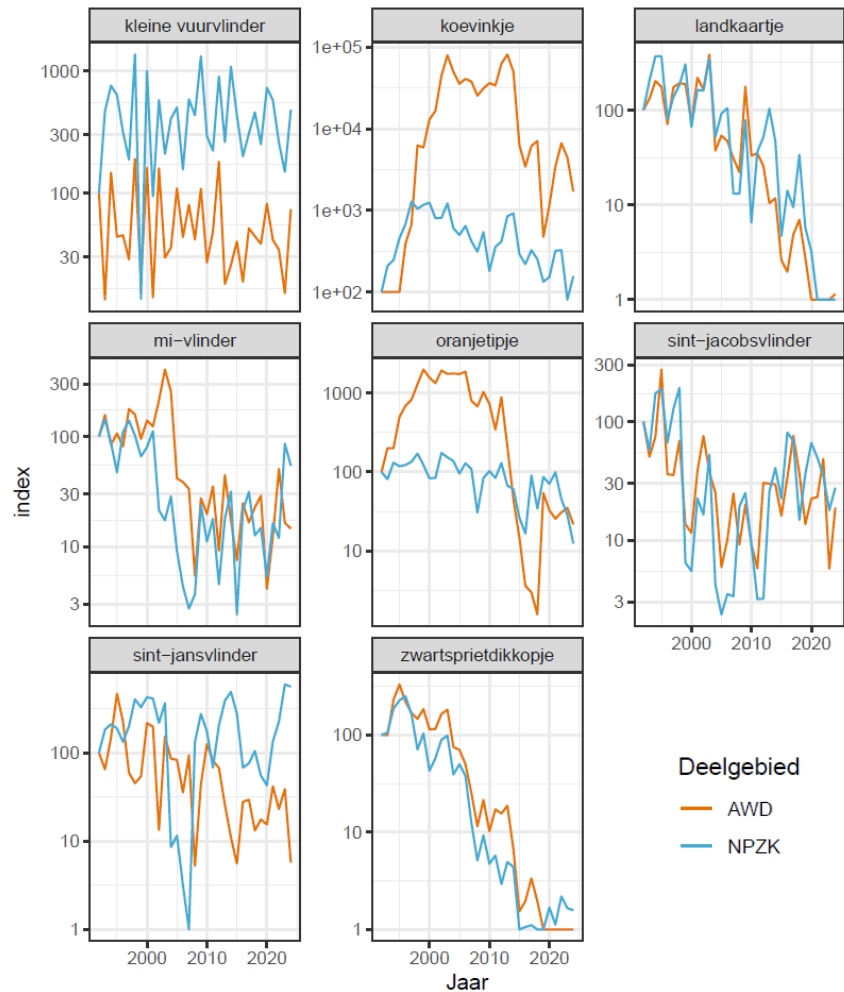 kleine vuurvlinder
koevinkje
landkaartje
1000
300
100
30
1e+05
1e+04
1e+03
1e+02
100
10
1
mi-vlinder
oranjetipje
sint-jacobsvlinder
300
100
30
10
3
1000
100
10
300
100
30
10
3
2000 2020
sint-jansvlinder
zwartsprietdikkopje
100
10
1
100
10
1
2000 2020
2000 2020
index
Jaar
Deelgebied
AWD
NPZK